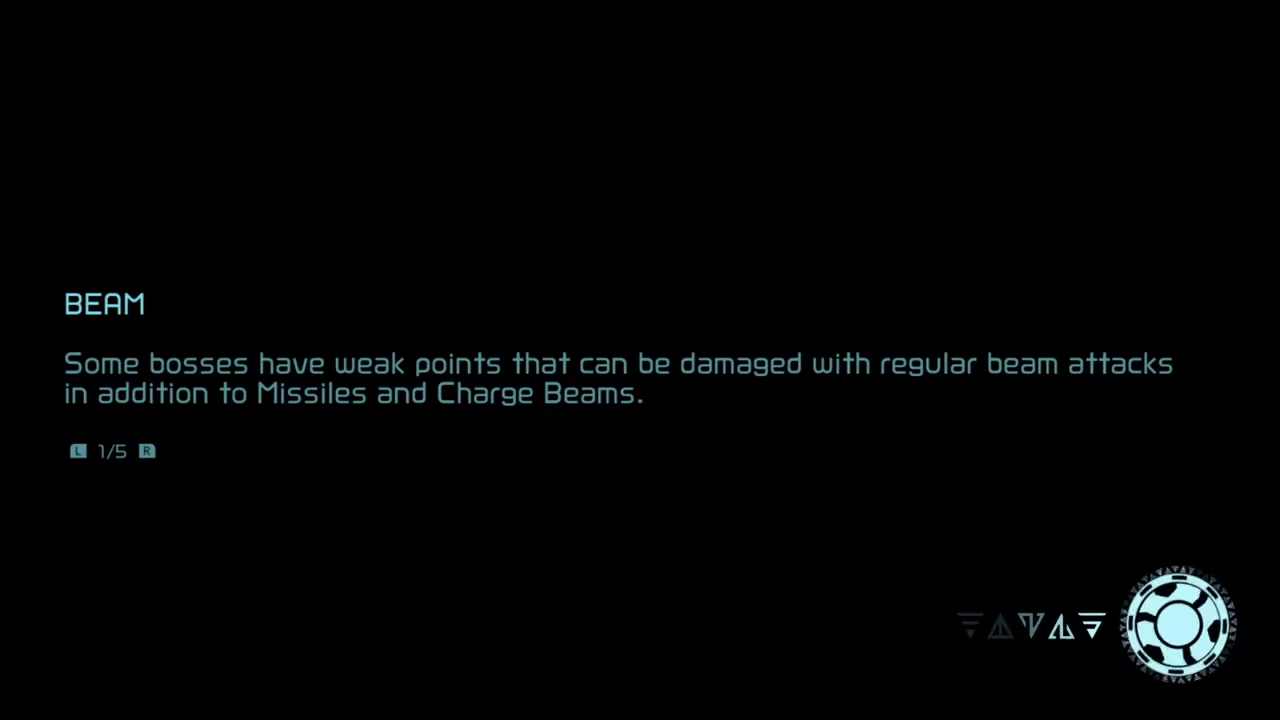 BEAM
Some bosses have weak points that can be damaged with regular beam attacks
in addition to Missiles and Charge Beams.
L 1/5 R